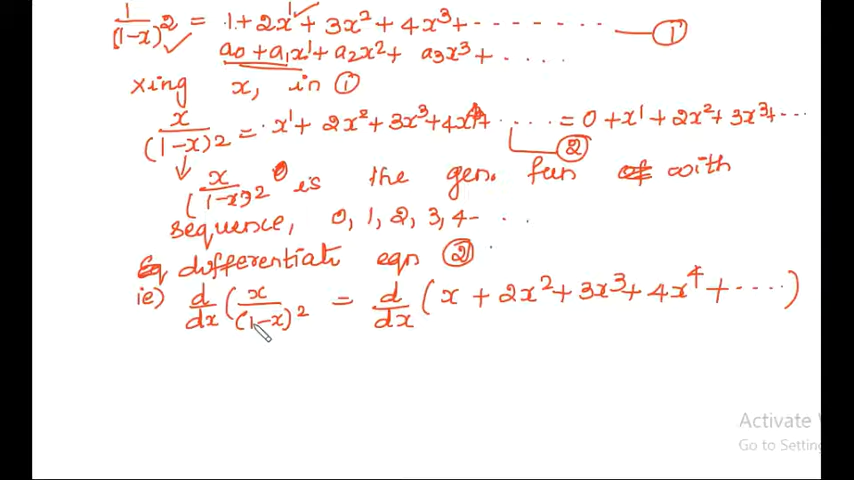 1/(1-x)² = 1 + 2x¹ + 3x² + 4x³ + - - - - - - - - ①
a0 + a1x¹ + a2x² + a3x³ + . . . .
xing x, in ①
x/(1-x)2 = x¹ + 2x² + 3x³ + 4x⁴ + . . . . = 0 + x¹ + 2x² + 3x³ + . . . ②
x/(1-x)2 is the gen. fun with
sequence, 0, 1, 2, 3, 4- . . .
differentiate eqn ②
ie) d/dx (x/(1-x)² = d/dx (x + 2x² + 3x³ + 4x⁴ + - - - -)
Activate
Go to Setting